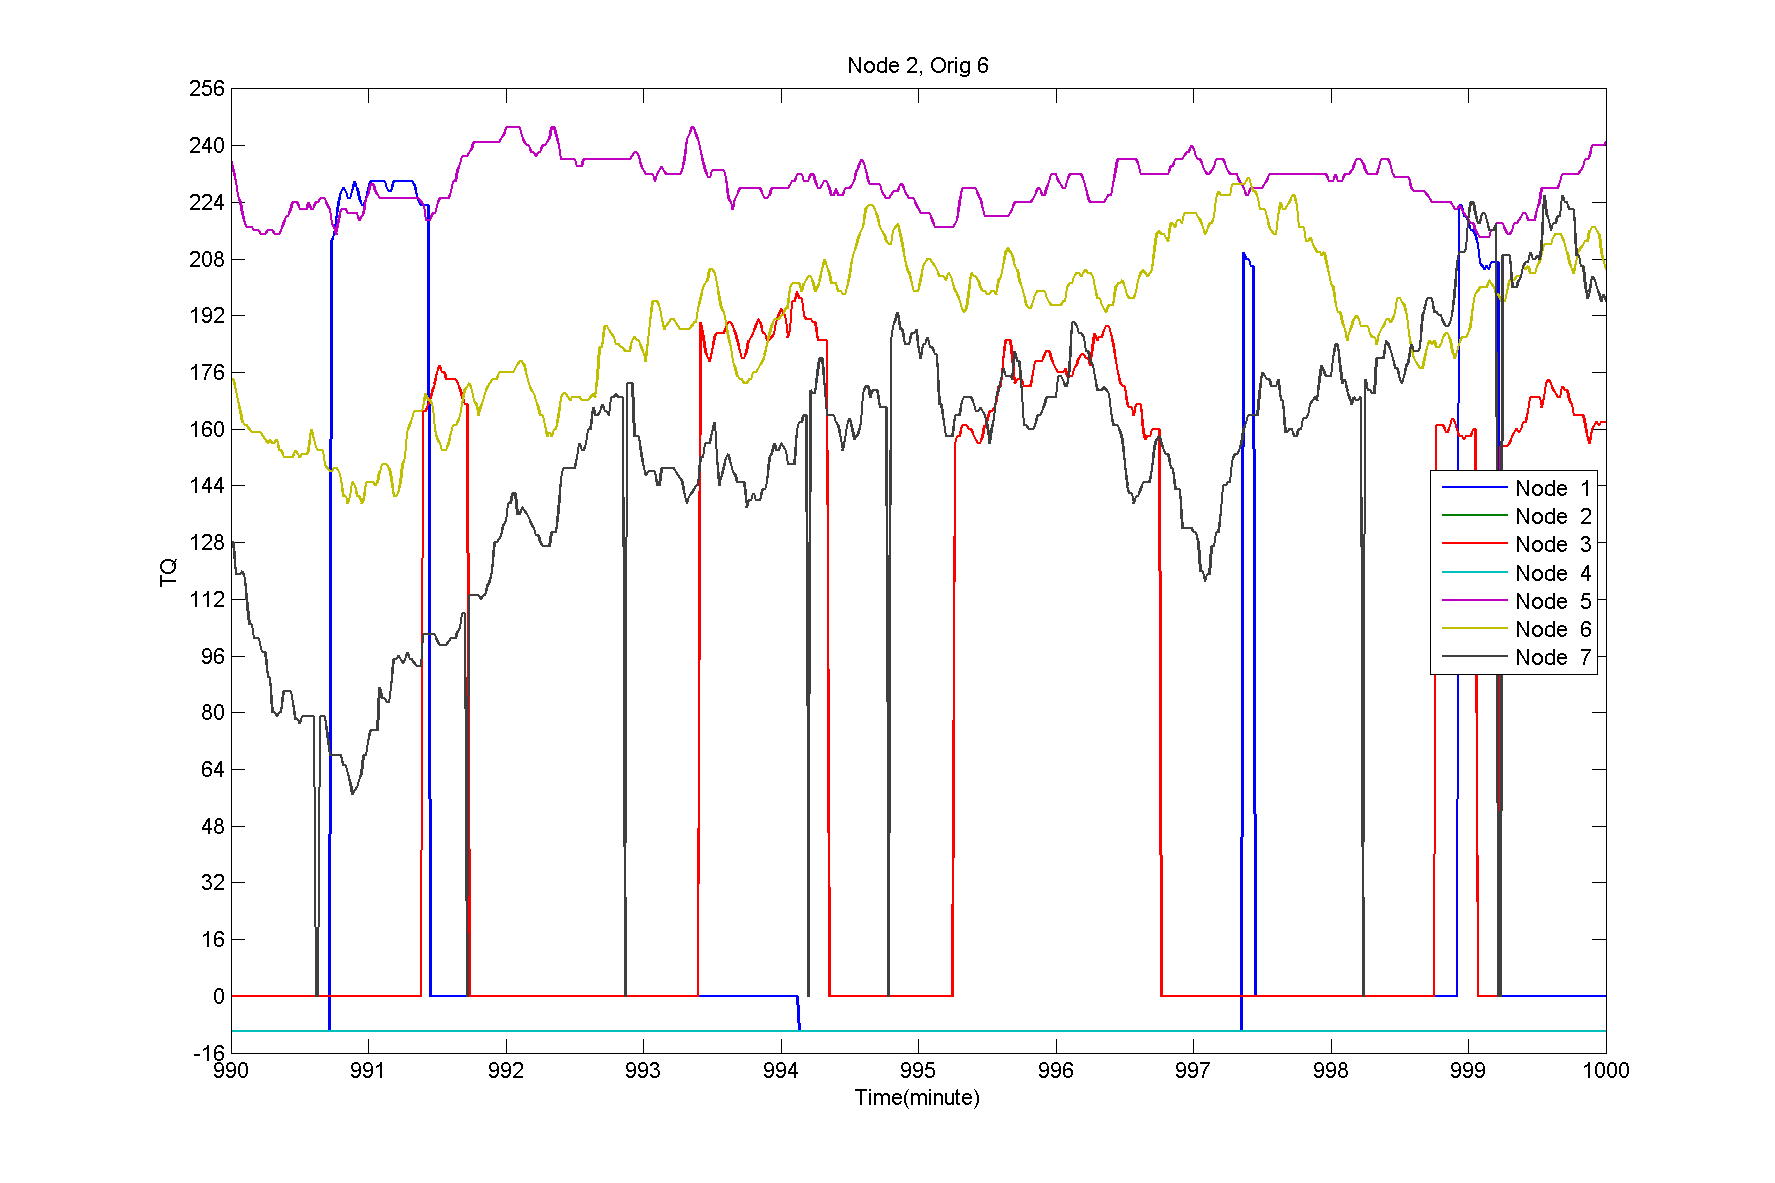 Node 2, Orig 6
256
240
224
208
192
176
160
144
128
112
96
80
64
48
32
16
0
-16
TQ
Node 1
Node 2
Node 3
Node 4
Node 5
Node 6
Node 7
990 991 992 993 994 995 996 997 998 999 1000
Time(minute)